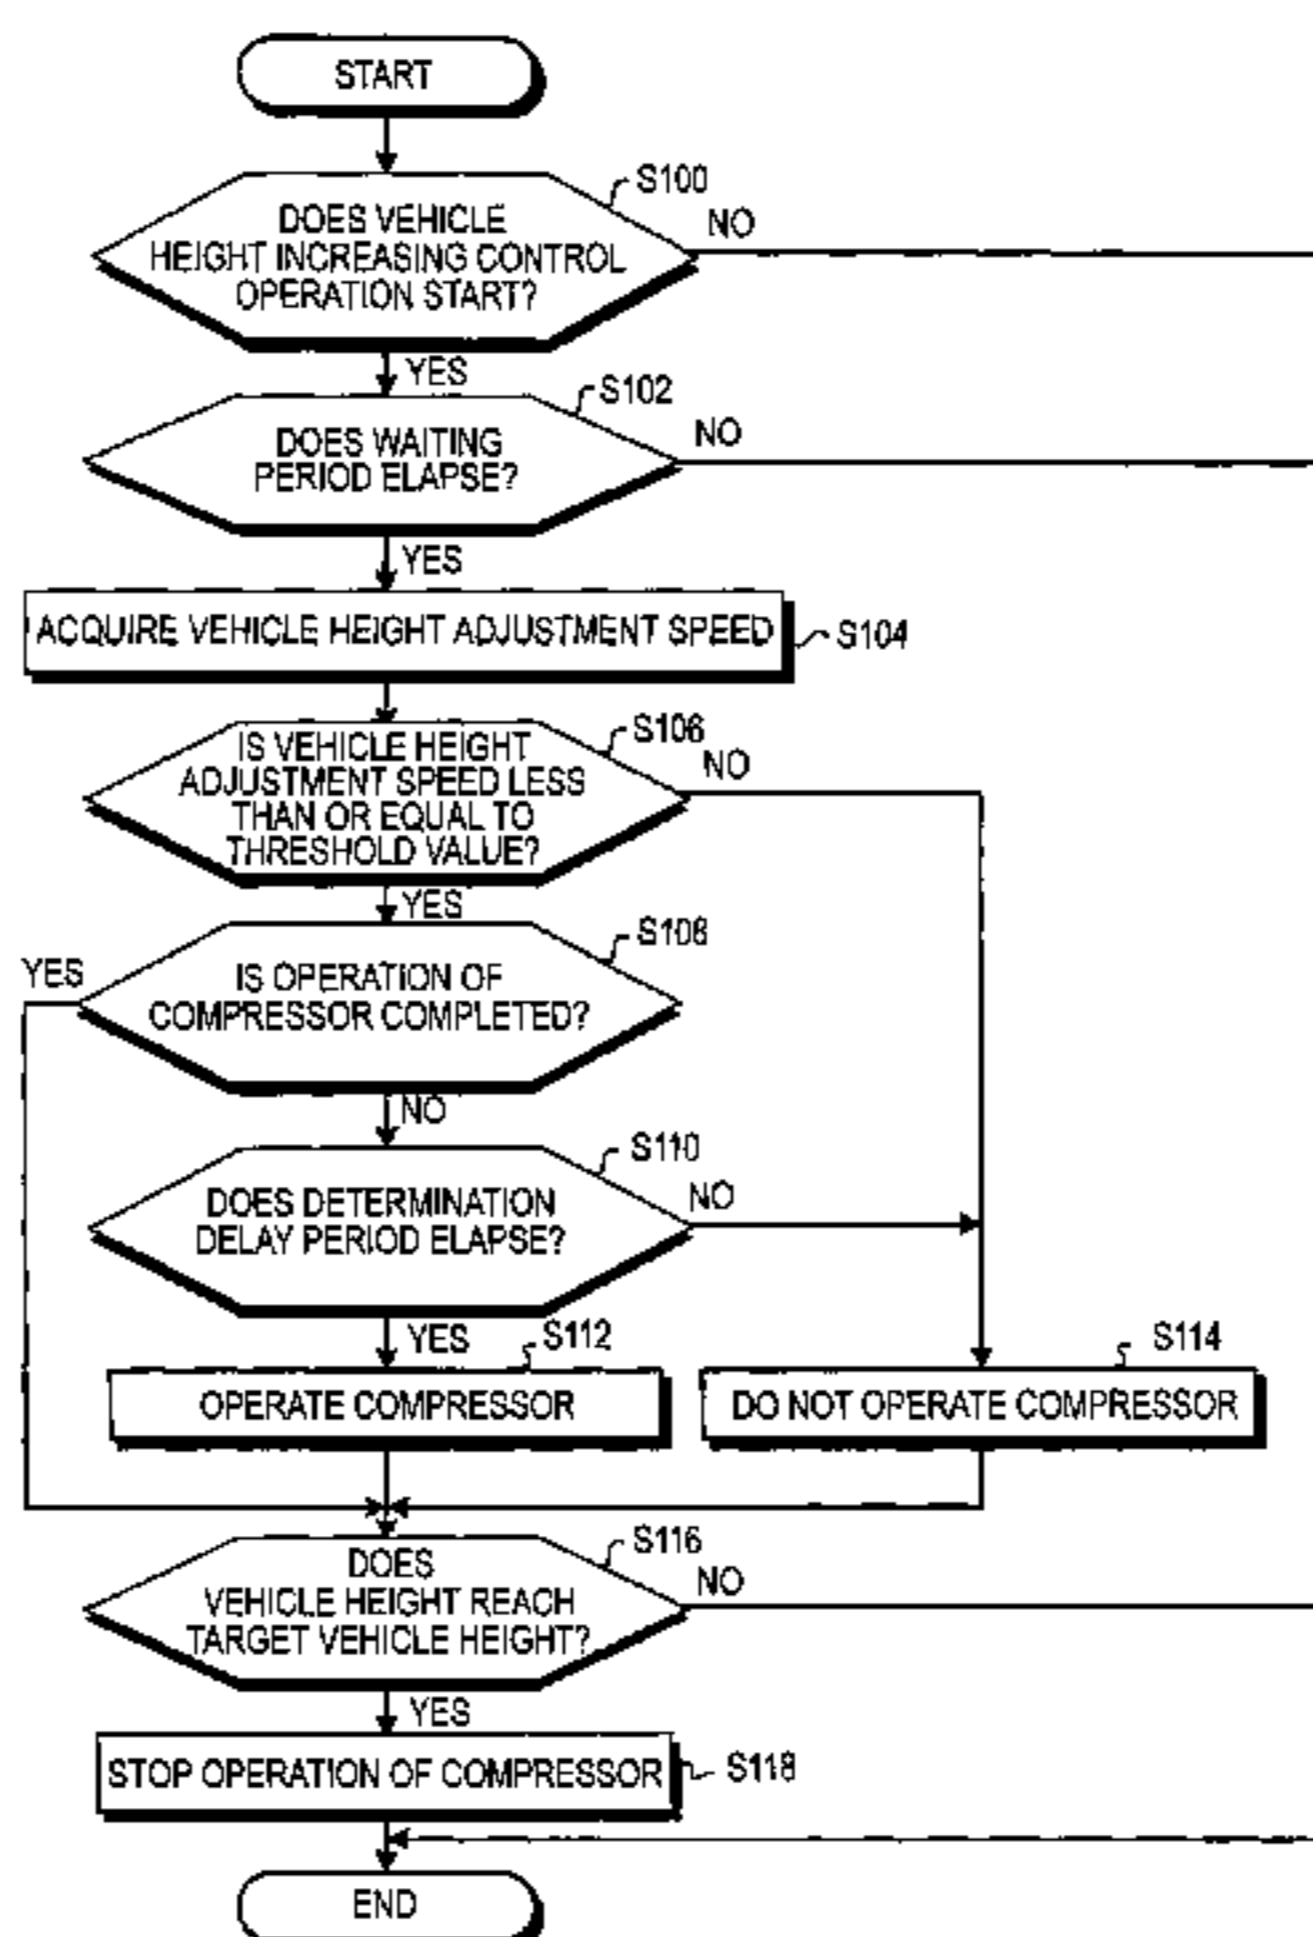 START
S100
DOES VEHICLE
HEIGHT INCREASING CONTROL
OPERATION START?
NO
YES
S102
DOES WAITING
PERIOD ELAPSE?
NO
YES
ACQUIRE VEHICLE HEIGHT ADJUSTMENT SPEED
S104
S106
IS VEHICLE HEIGHT
ADJUSTMENT SPEED LESS
THAN OR EQUAL TO
THRESHOLD VALUE?
NO
YES
S108
YES
IS OPERATION OF
COMPRESSOR COMPLETED?
NO
S110
DOES DETERMINATION
DELAY PERIOD ELAPSE?
NO
YES
S112
OPERATE COMPRESSOR
S114
DO NOT OPERATE COMPRESSOR
S116
DOES
VEHICLE HEIGHT REACH
TARGET VEHICLE HEIGHT?
NO
YES
STOP OPERATION OF COMPRESSOR
S118
END